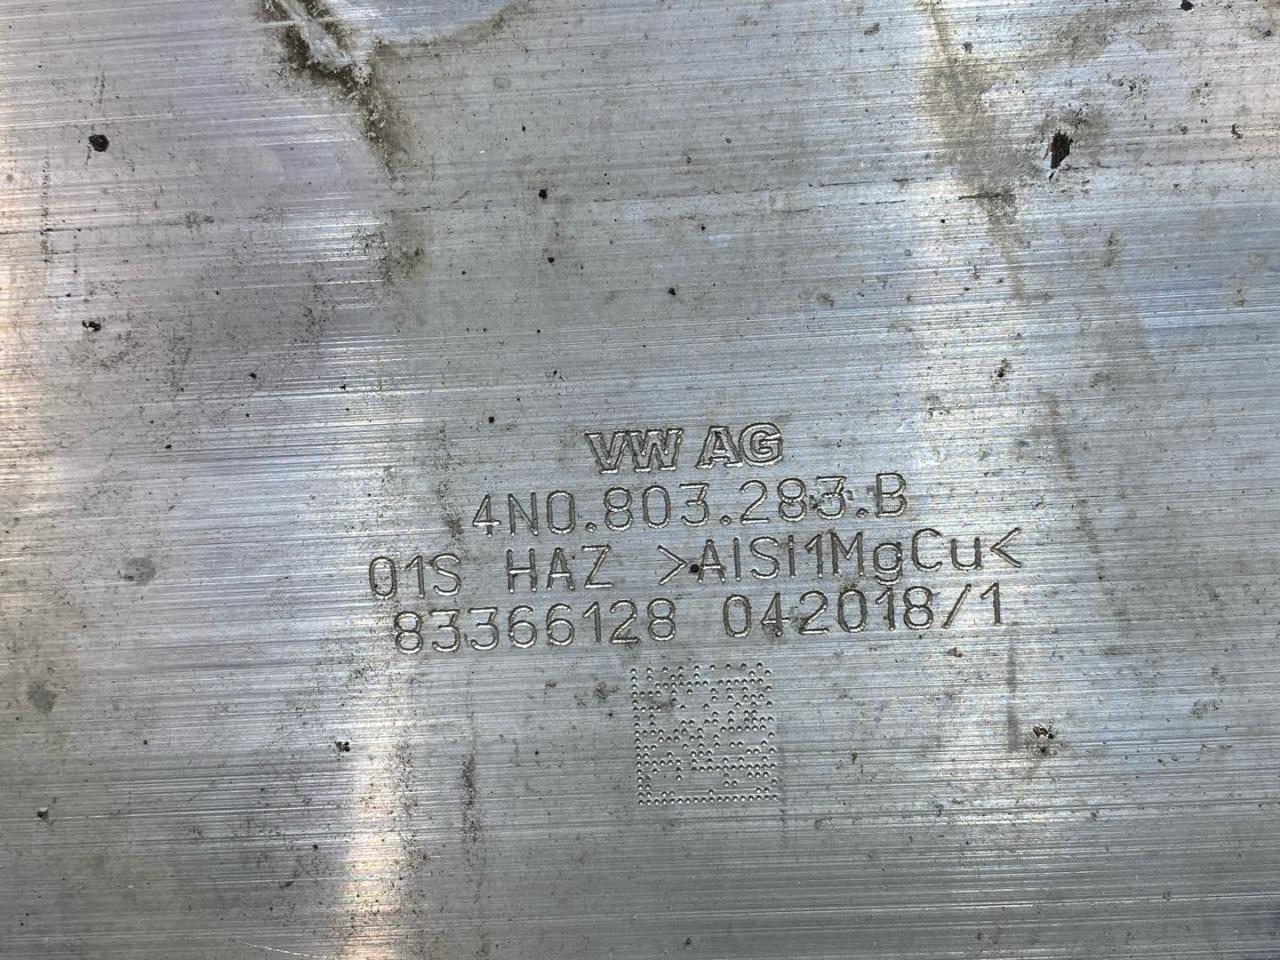 VW AG
4N0.803.283.B
01S HAZ >AlSi1MgCu<
83366128 042018/1